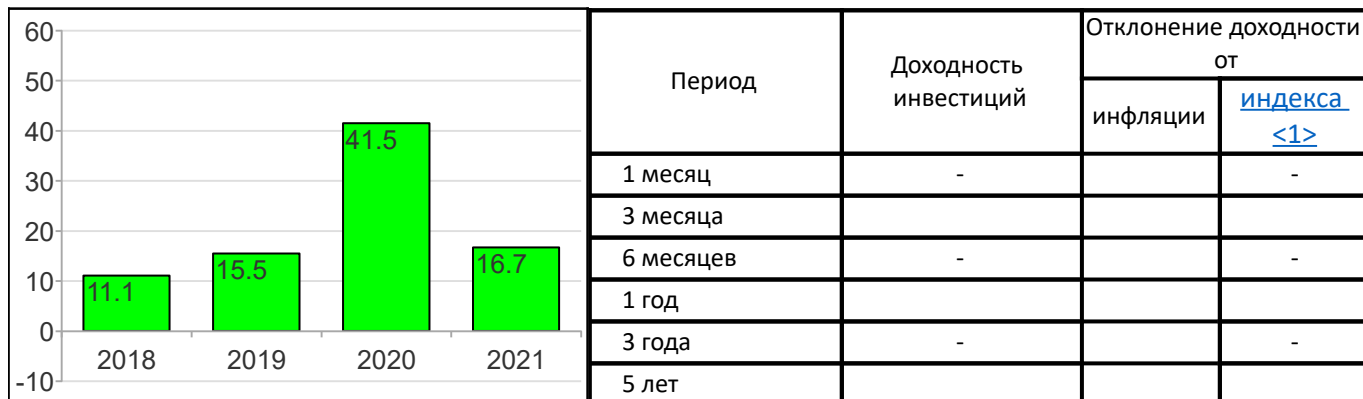 60
50
40
30
20
10
0
-10
11.1
15.5
41.5
16.7
2018 2019 2020 2021
Период
Доходность
инвестиций
Отклонение доходности
от
инфляции
индекса
<1>
1 месяц - -
3 месяца
6 месяцев - -
1 год
3 года - -
5 лет